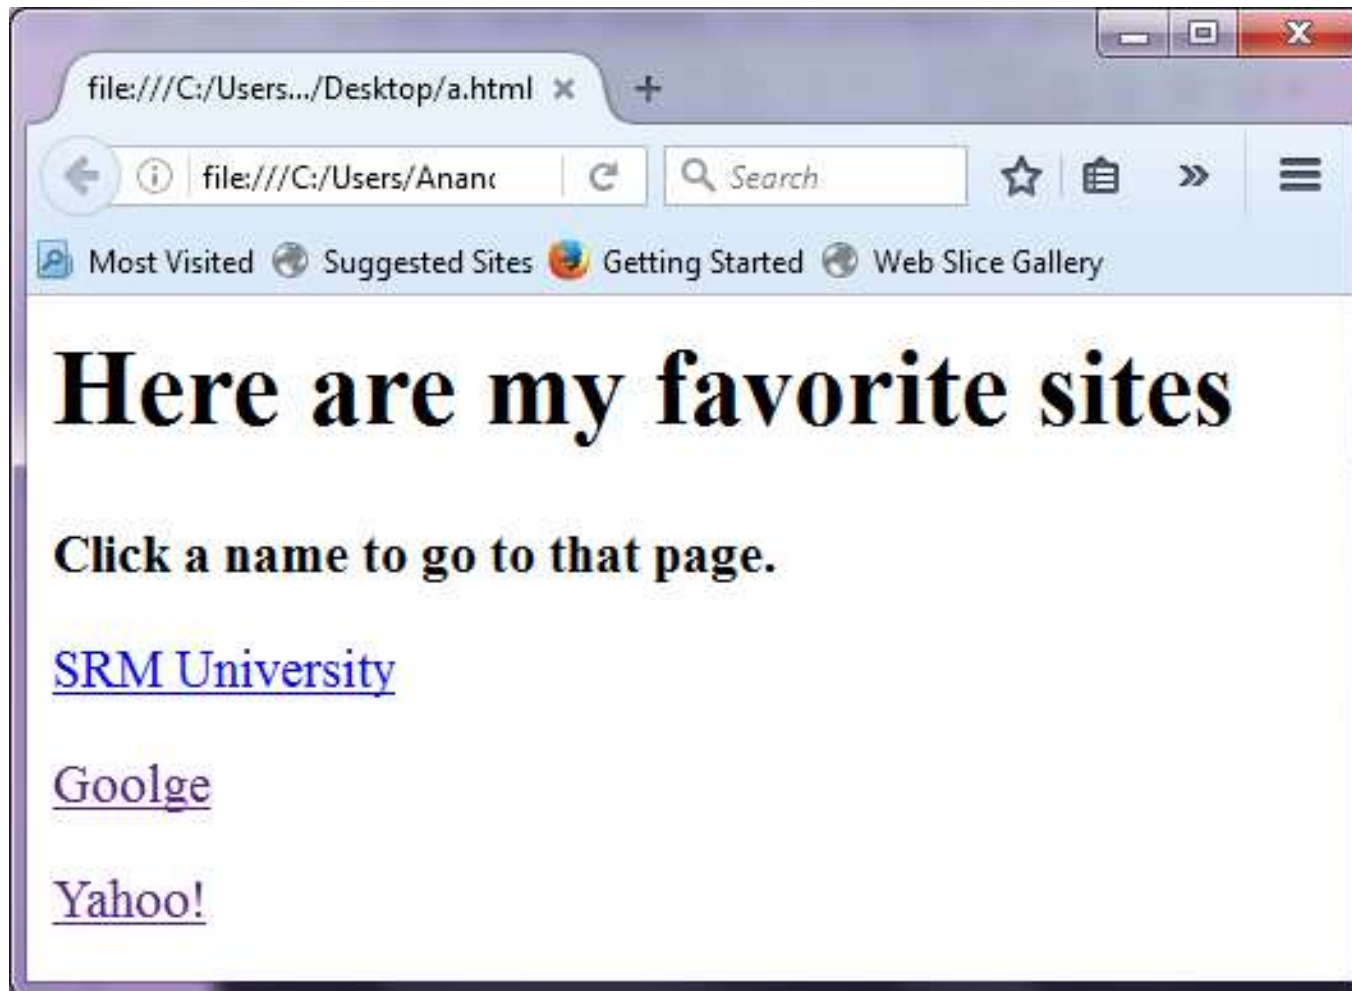 file:///C:/Users.../Desktop/a.html
file:///C:/Users/Anand
Search
Most Visited Suggested Sites Getting Started Web Slice Gallery
Here are my favorite sites
Click a name to go to that page.
SRM University
Goolge
Yahoo!